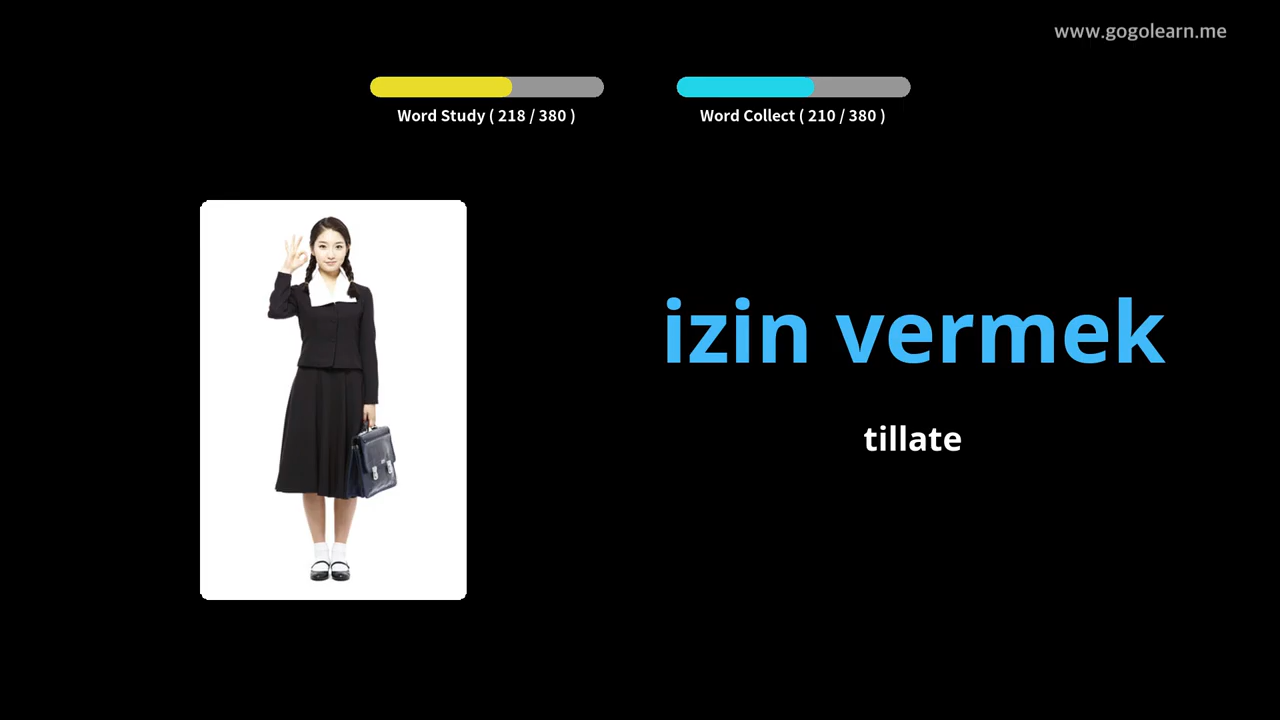 www.gogolearn.me
Word Study ( 218 / 380 )
Word Collect ( 210 / 380 )
izin vermek
tillate